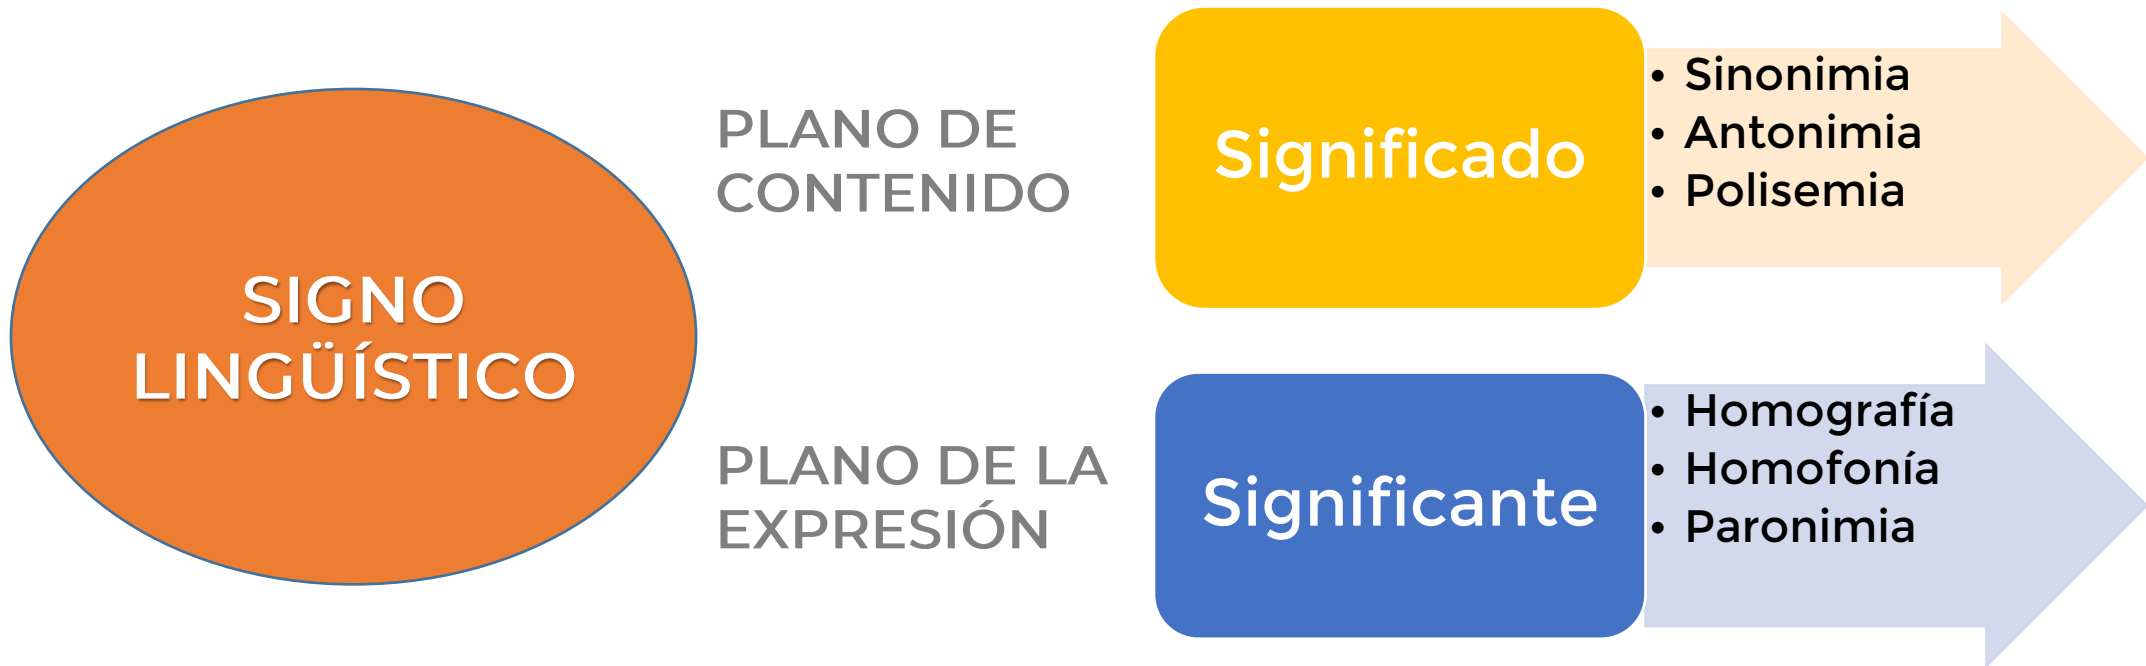 SIGNO
LINGÜÍSTICO
PLANO DE
CONTENIDO
Significado
• Sinonimia
• Antonimia
• Polisemia
PLANO DE LA
EXPRESIÓN
Significante
• Homografía
• Homofonía
• Paronimia